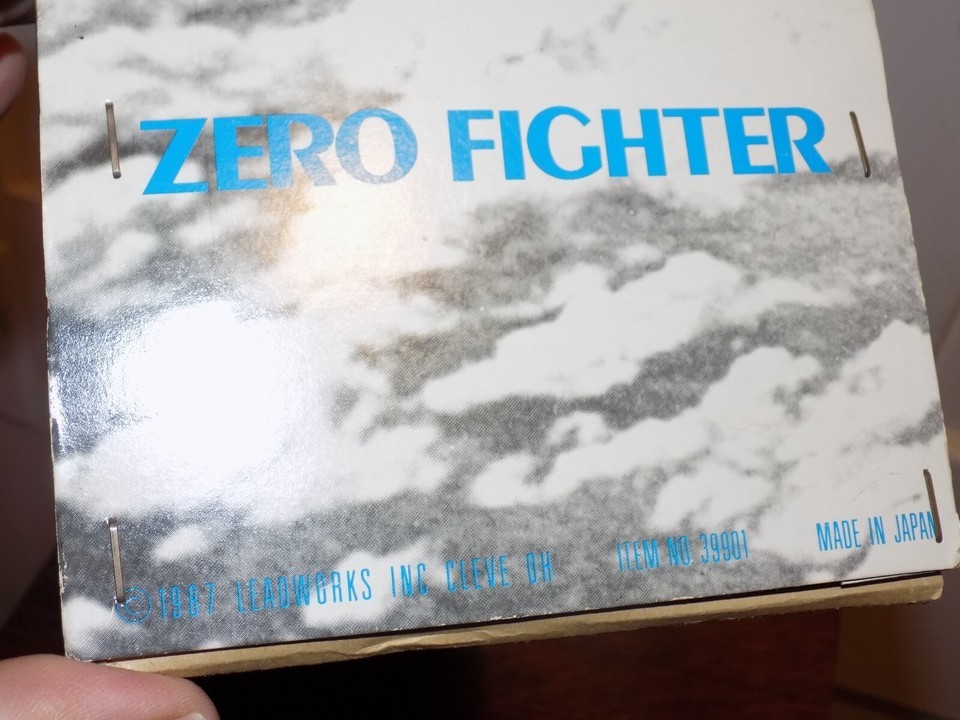 ZERO FIGHTER
© 1987 LEADWORKS INC CLEVE OH ITEM NO 39901 MADE IN JAPAN